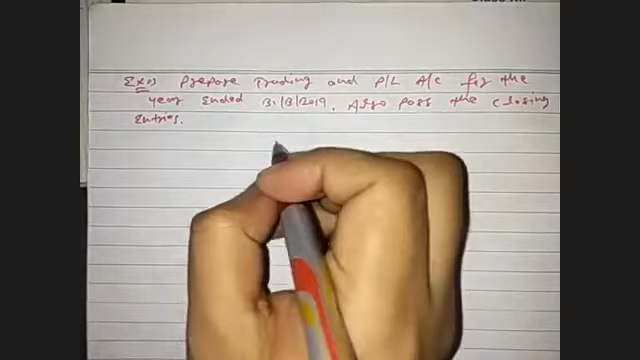 Ex:- Prepare Trading and P/L A/c for the
year Ended 31/3/2019. Also pass the closing
Entries.